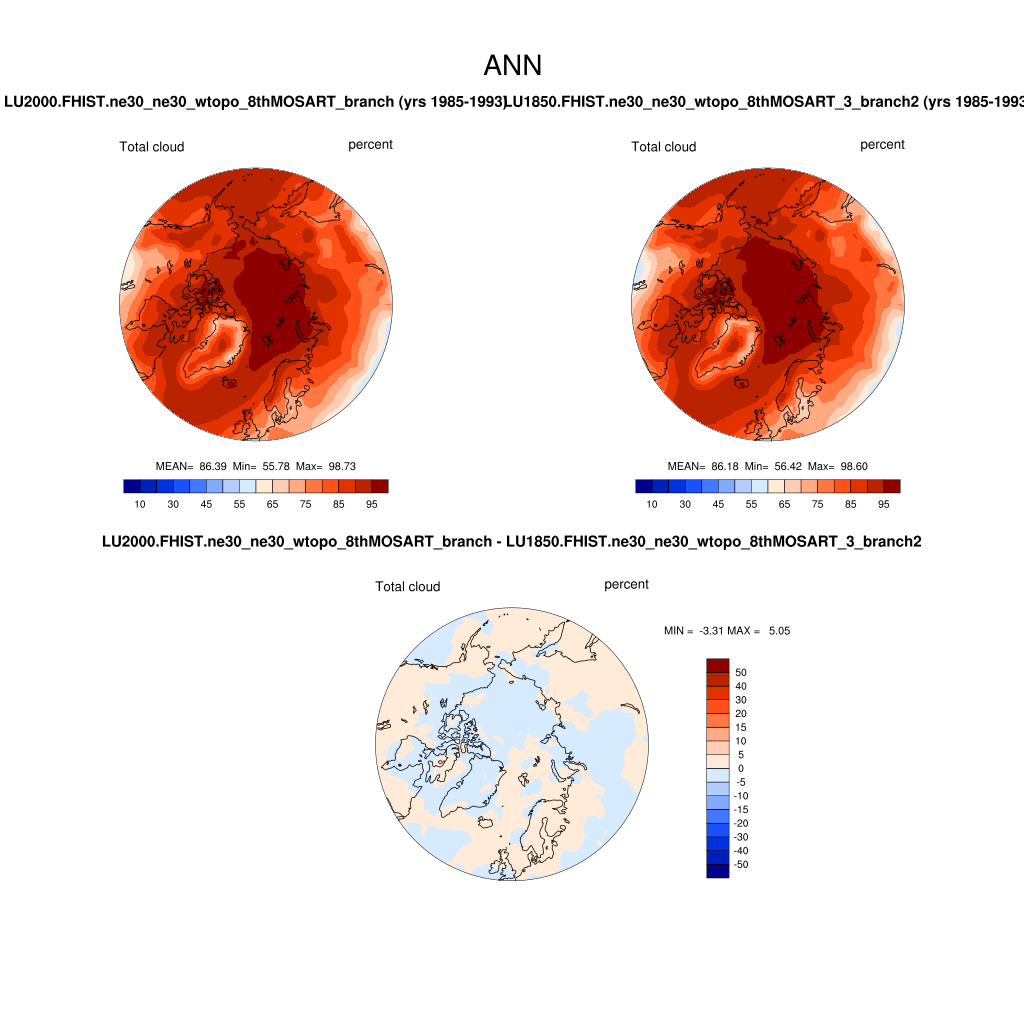 ANN
LU2000.FHIST.ne30_ne30_wtopo_8thMOSART_branch (yrs 1985-1993)
LU1850.FHIST.ne30_ne30_wtopo_8thMOSART_3_branch2 (yrs 1985-1993
Total cloud percent
Total cloud percent
MEAN= 86.39 Min= 55.78 Max= 98.73
MEAN= 86.18 Min= 56.42 Max= 98.60
10 30 45 55 65 75 85 95
10 30 45 55 65 75 85 95
LU2000.FHIST.ne30_ne30_wtopo_8thMOSART_branch - LU1850.FHIST.ne30_ne30_wtopo_8thMOSART_3_branch2
Total cloud percent
MIN = -3.31 MAX = 5.05
50
40
30
20
15
10
5
0
-5
-10
-15
-20
-30
-40
-50